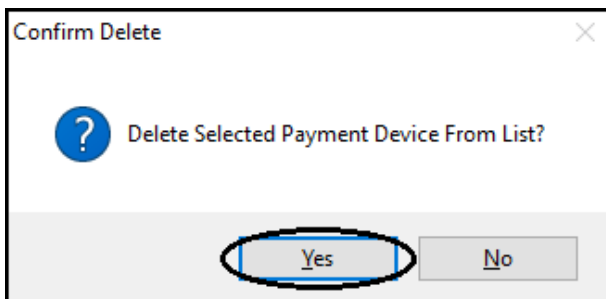 Confirm Delete
?
Delete Selected Payment Device From List?
Yes No